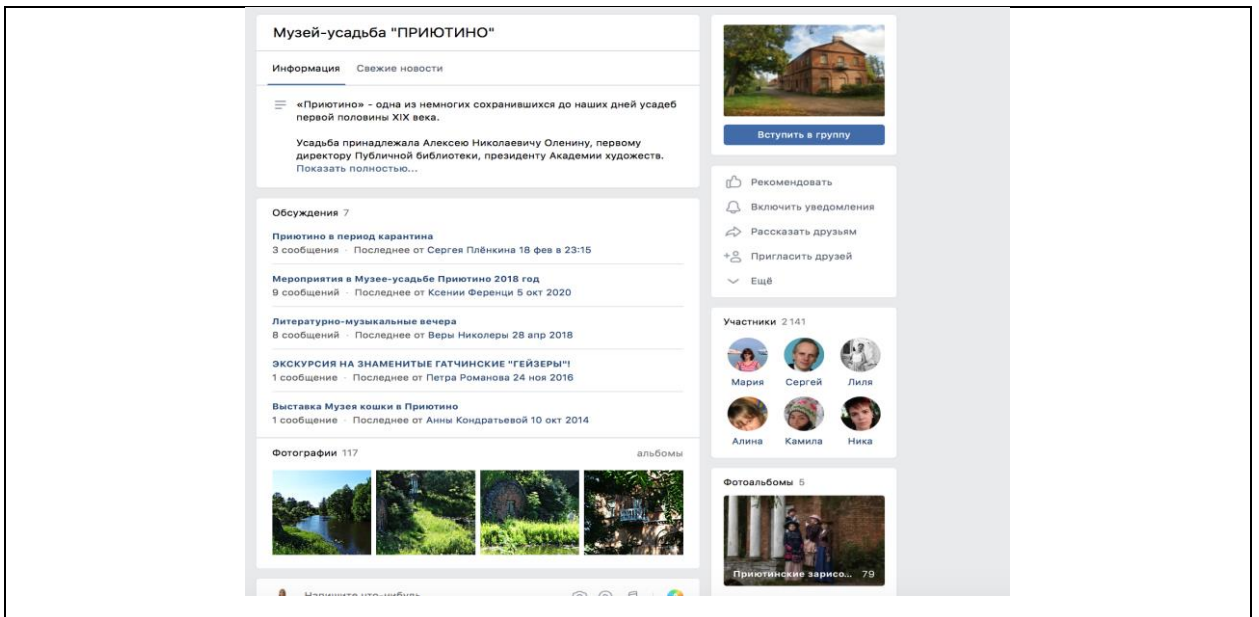 Музей-усадьба "ПРИЮТИНО"
Информация Свежие новости
«Приютино» - одна из немногих сохранившихся до наших дней усадеб
первой половины XIX века.
Усадьба принадлежала Алексею Николаевичу Оленину, первому
директору Публичной библиотеки, президенту Академии художеств.
Показать полностью...
Обсуждения 7
Приютино в период карантина
3 сообщения · Последнее от Сергея Плёнкина 18 фев в 23:15
Мероприятия в Музее-усадьбе Приютино 2018 год
9 сообщений · Последнее от Ксении Ференци 5 окт 2020
Литературно-музыкальные вечера
8 сообщений · Последнее от Веры Николеры 28 апр 2018
ЭКСКУРСИЯ НА ЗНАМЕНИТЫЕ ГАТЧИНСКИЕ "ГЕЙЗЕРЫ"!
1 сообщение · Последнее от Петра Романова 24 ноя 2016
Выставка Музея кошки в Приютино
1 сообщение · Последнее от Анны Кондратьевой 10 окт 2014
Фотографии 117 альбомы
Напишите что-нибудь...
Вступить в группу
Рекомендовать
Включить уведомления
Рассказать друзьям
Пригласить друзей
Ещё
Участники 2 141
Мария Сергей Лиля
Алина Камила Ника
Фотоальбомы 5
Приютинские зарисо... 79